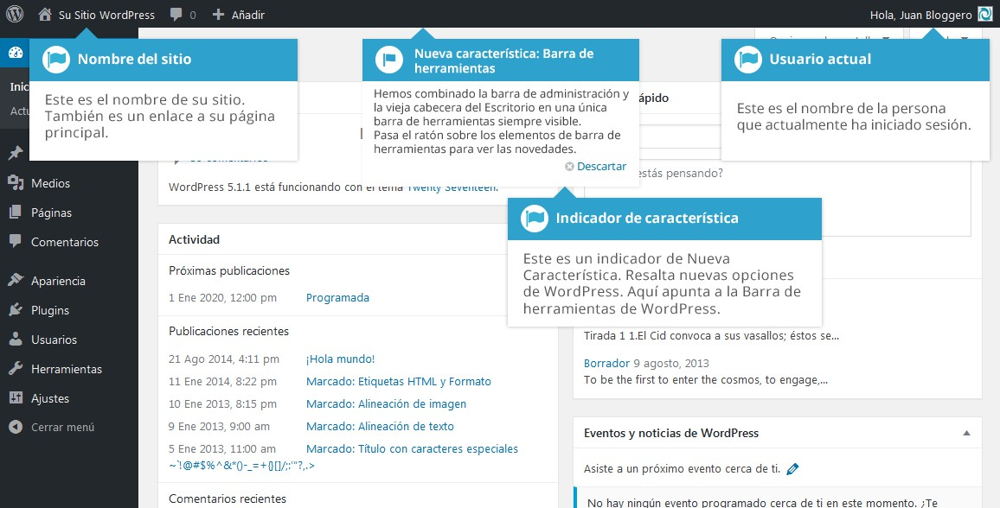 Su Sitio WordPress 0 Añadir
Hola, Juan Bloggero
Nombre del sitio
Este es el nombre de su sitio.
También es un enlace a su página
principal.
Nueva característica: Barra de
herramientas
Hemos combinado la barra de administración y
la vieja cabecera del Escritorio en una única
barra de herramientas siempre visible.
Pasa el ratón sobre los elementos de barra de
herramientas para ver las novedades.
Descartar
Usuario actual
Este es el nombre de la persona
que actualmente ha iniciado sesión.
Indicador de característica
Este es un indicador de Nueva
Característica. Resalta nuevas opciones
de WordPress. Aquí apunta a la Barra de
herramientas de WordPress.
Medios
Páginas
Comentarios
Apariencia
Plugins
Usuarios
Herramientas
Ajustes
Cerrar menú
WordPress 5.1.1 está funcionando con el tema Twenty Seventeen.
Actividad
Próximas publicaciones
1 Ene 2020, 12:00 pm Programada
Publicaciones recientes
21 Ago 2014, 4:11 pm ¡Hola mundo!
11 Ene 2014, 8:22 pm Marcado: Etiquetas HTML y Formato
10 Ene 2013, 8:15 pm Marcado: Alineación de imagen
9 Ene 2013, 9:00 am Marcado: Alineación de texto
5 Ene 2013, 11:00 am Marcado: Título con caracteres especiales
~`!@#$%^&*()-_=+{}[]/;:'"?,.>
Comentarios recientes
estás pensando?
Tirada 1 1.El Cid convoca a sus vasallos; éstos se...
Borrador 9 agosto, 2013
To be the first to enter the cosmos, to engage,...
Eventos y noticias de WordPress
Asiste a un próximo evento cerca de ti.
No hay ningún evento programado cerca de ti en este momento. ¿Te